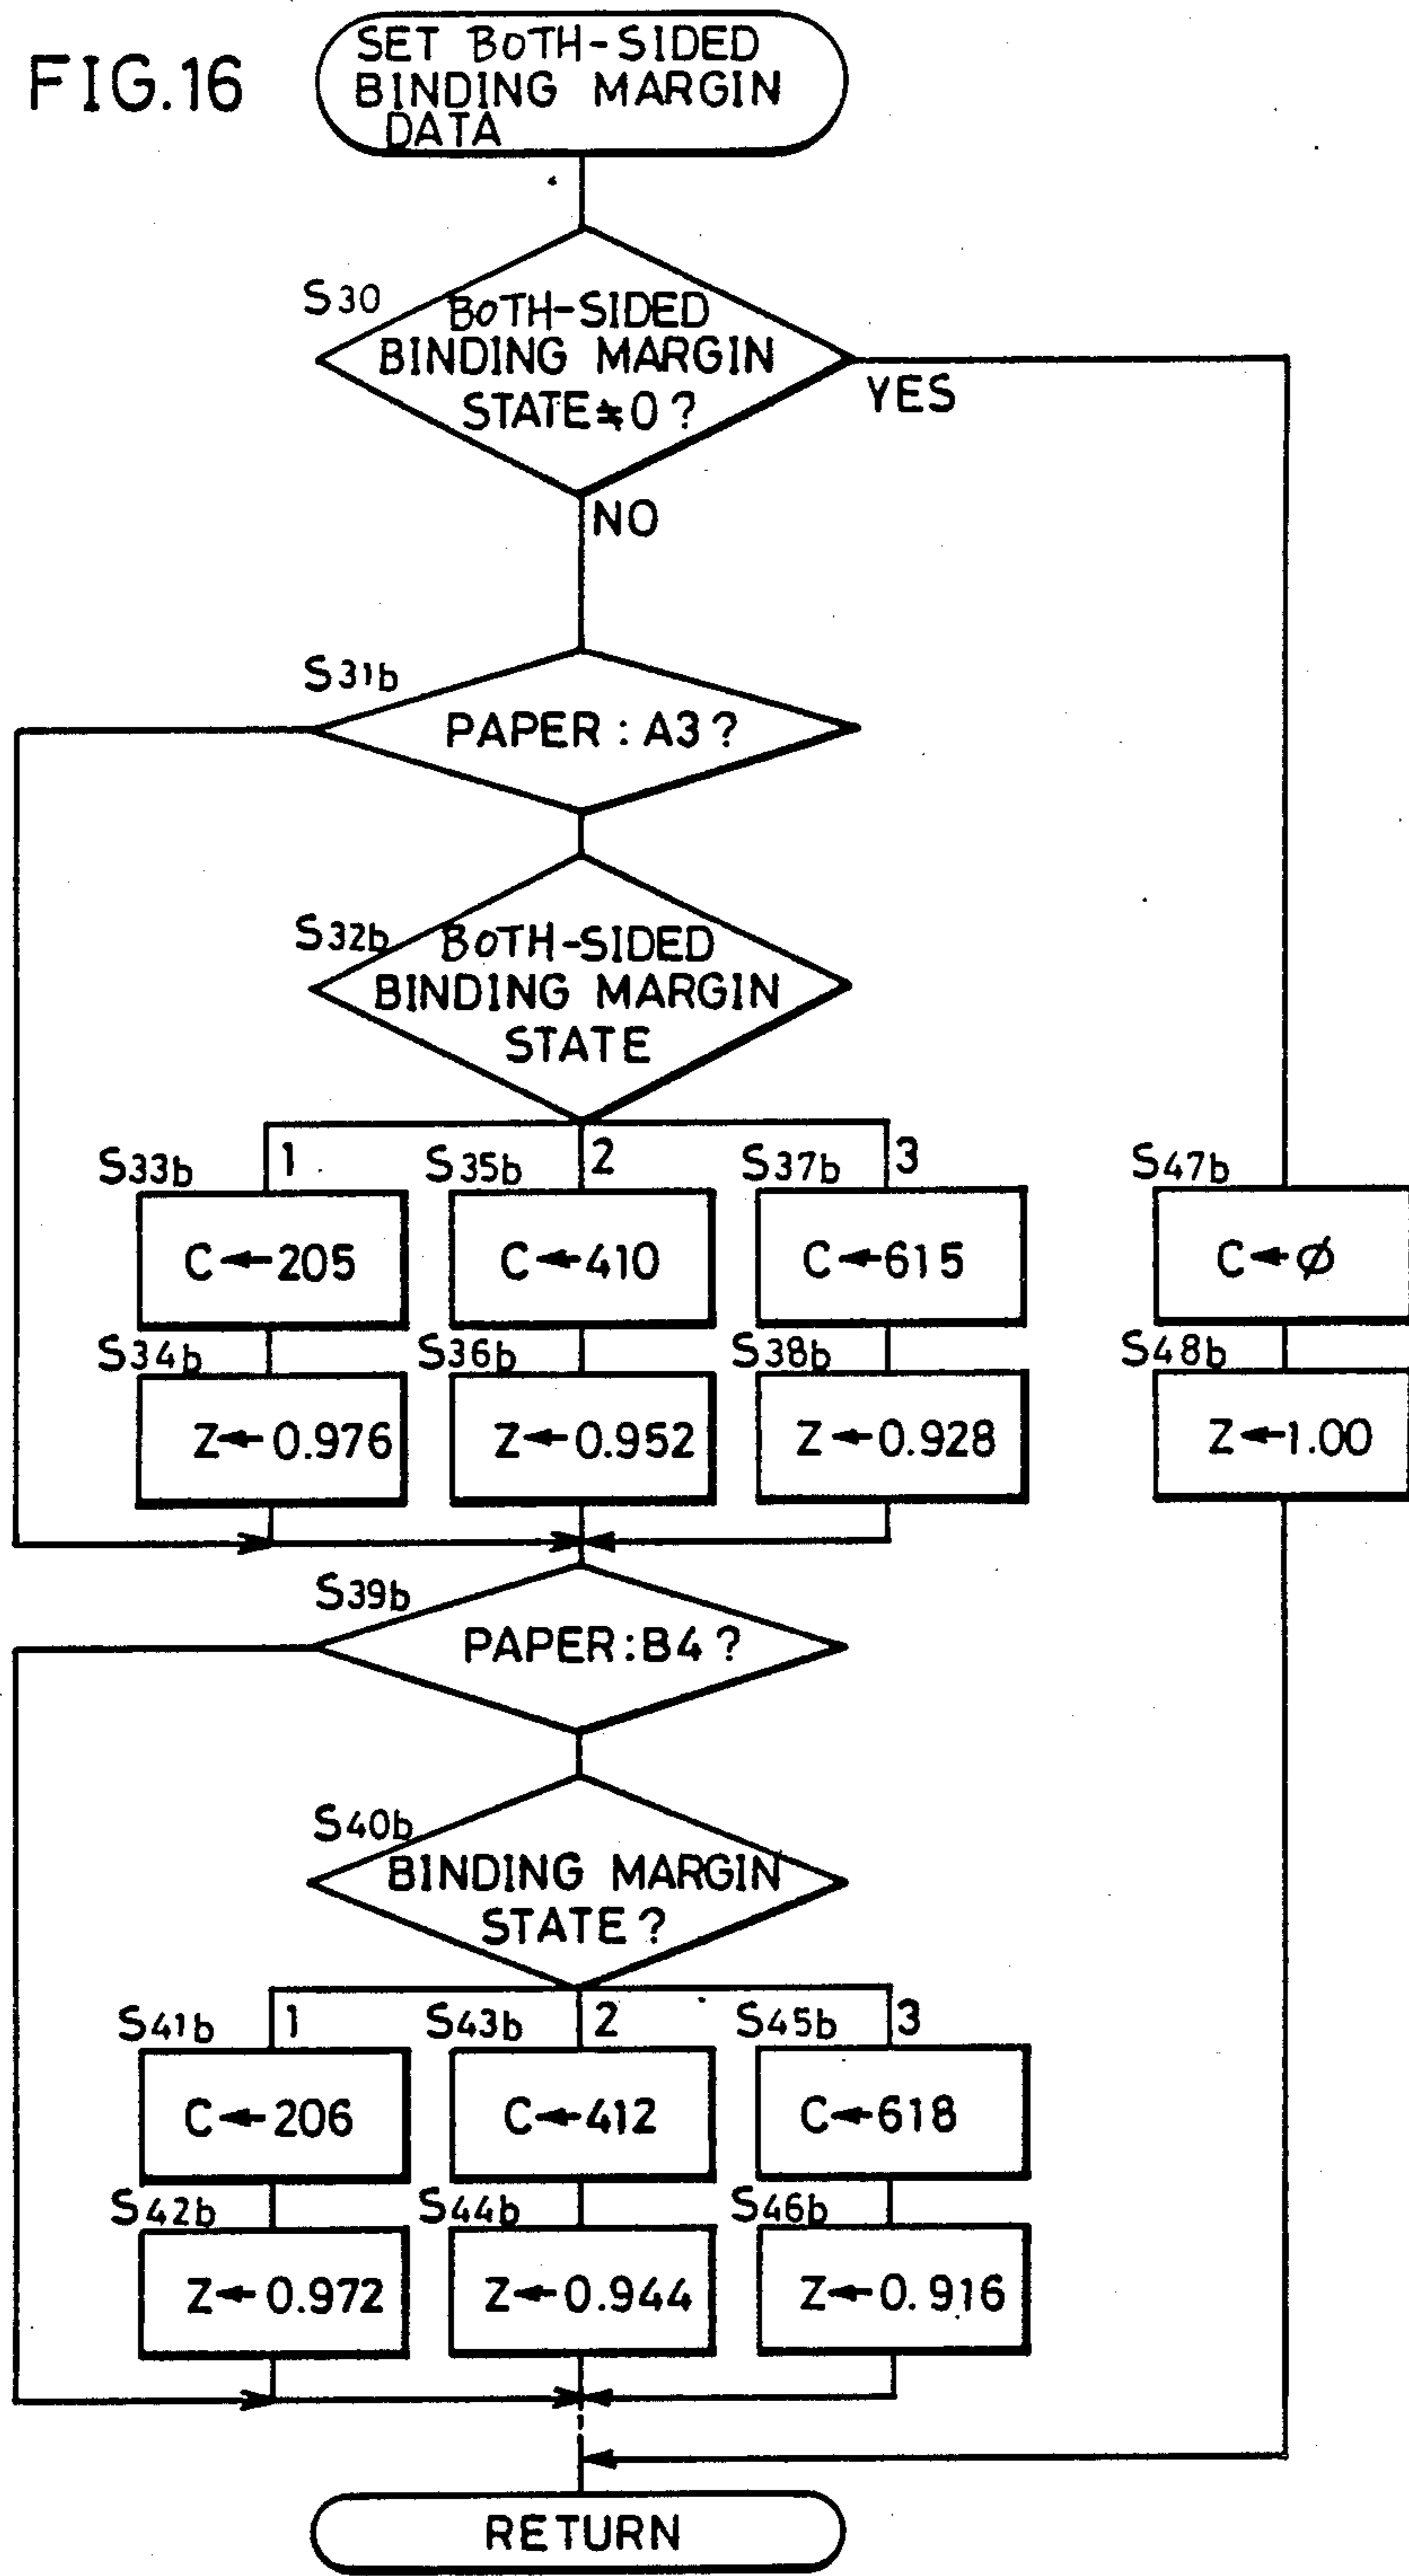 FIG.16
SET BOTH-SIDED
BINDING MARGIN
DATA
S30
BOTH-SIDED
BINDING MARGIN
STATE≒0?
YES
NO
S31b
PAPER : A3 ?
S32b
BOTH-SIDED
BINDING MARGIN
STATE
S33b
1
S35b
2
S37b
3
S47b
C←205
C←410
C←615
C←Ø
S34b
S36b
S38b
S48b
Z←0.976
Z←0.952
Z←0.928
Z←1.00
S39b
PAPER:B4 ?
S40b
BINDING MARGIN
STATE ?
S41b
1
S43b
2
S45b
3
C←206
C←412
C←618
S42b
S44b
S46b
Z←0.972
Z←0.944
Z←0.916
RETURN